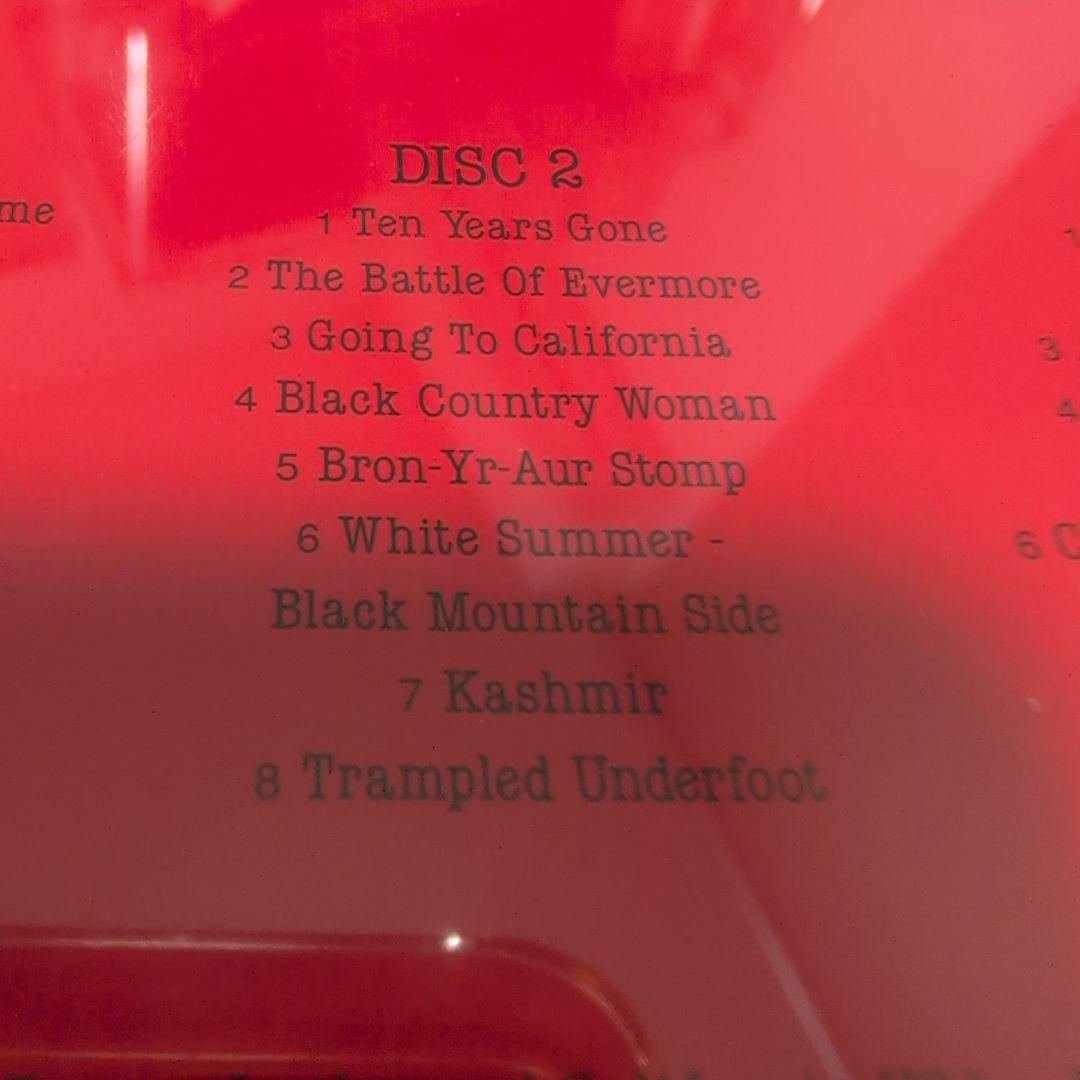 me
DISC 2
1 Ten Years Gone
2 The Battle Of Evermore
3 Going To California
4 Black Country Woman
5 Bron-Yr-Aur Stomp
6 White Summer -
Black Mountain Side
7 Kashmir
8 Trampled Underfoot
1
3
4
6 C